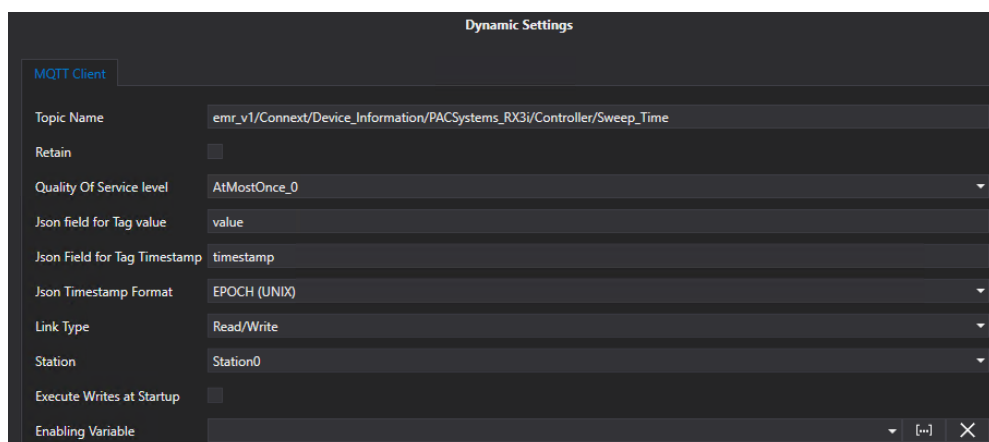 Dynamic Settings
MQTT Client
Topic Name emr_v1/Connext/Device_Information/PACSystems_RX3i/Controller/Sweep_Time
Retain
Quality Of Service level AtMostOnce_0
Json field for Tag value value
Json Field for Tag Timestamp timestamp
Json Timestamp Format EPOCH (UNIX)
Link Type Read/Write
Station Station0
Execute Writes at Startup
Enabling Variable